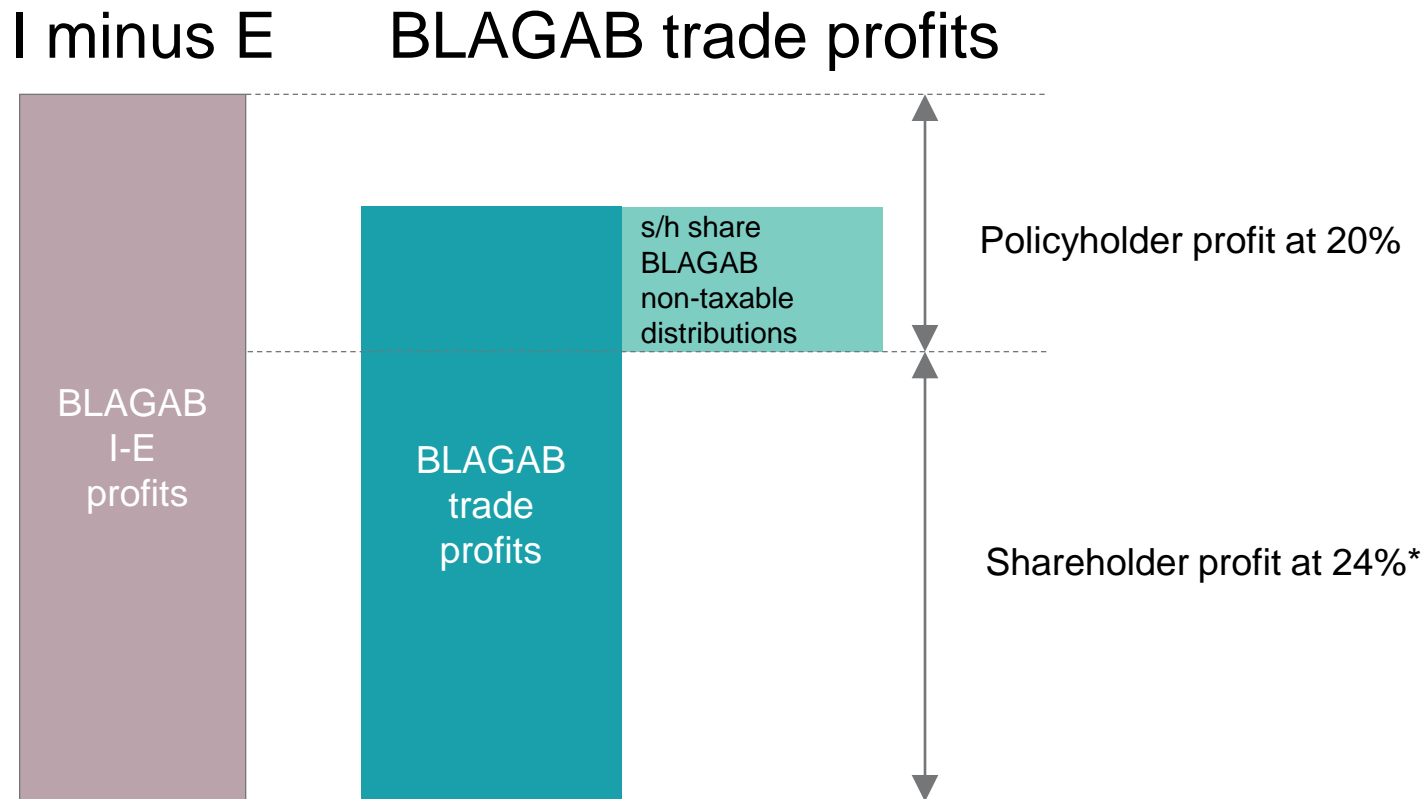 I minus E
BLAGAB trade profits
s/h share
BLAGAB
non-taxable
distributions
Policyholder profit at 20%
BLAGAB
I-E
profits
BLAGAB
trade
profits
Shareholder profit at 24%*